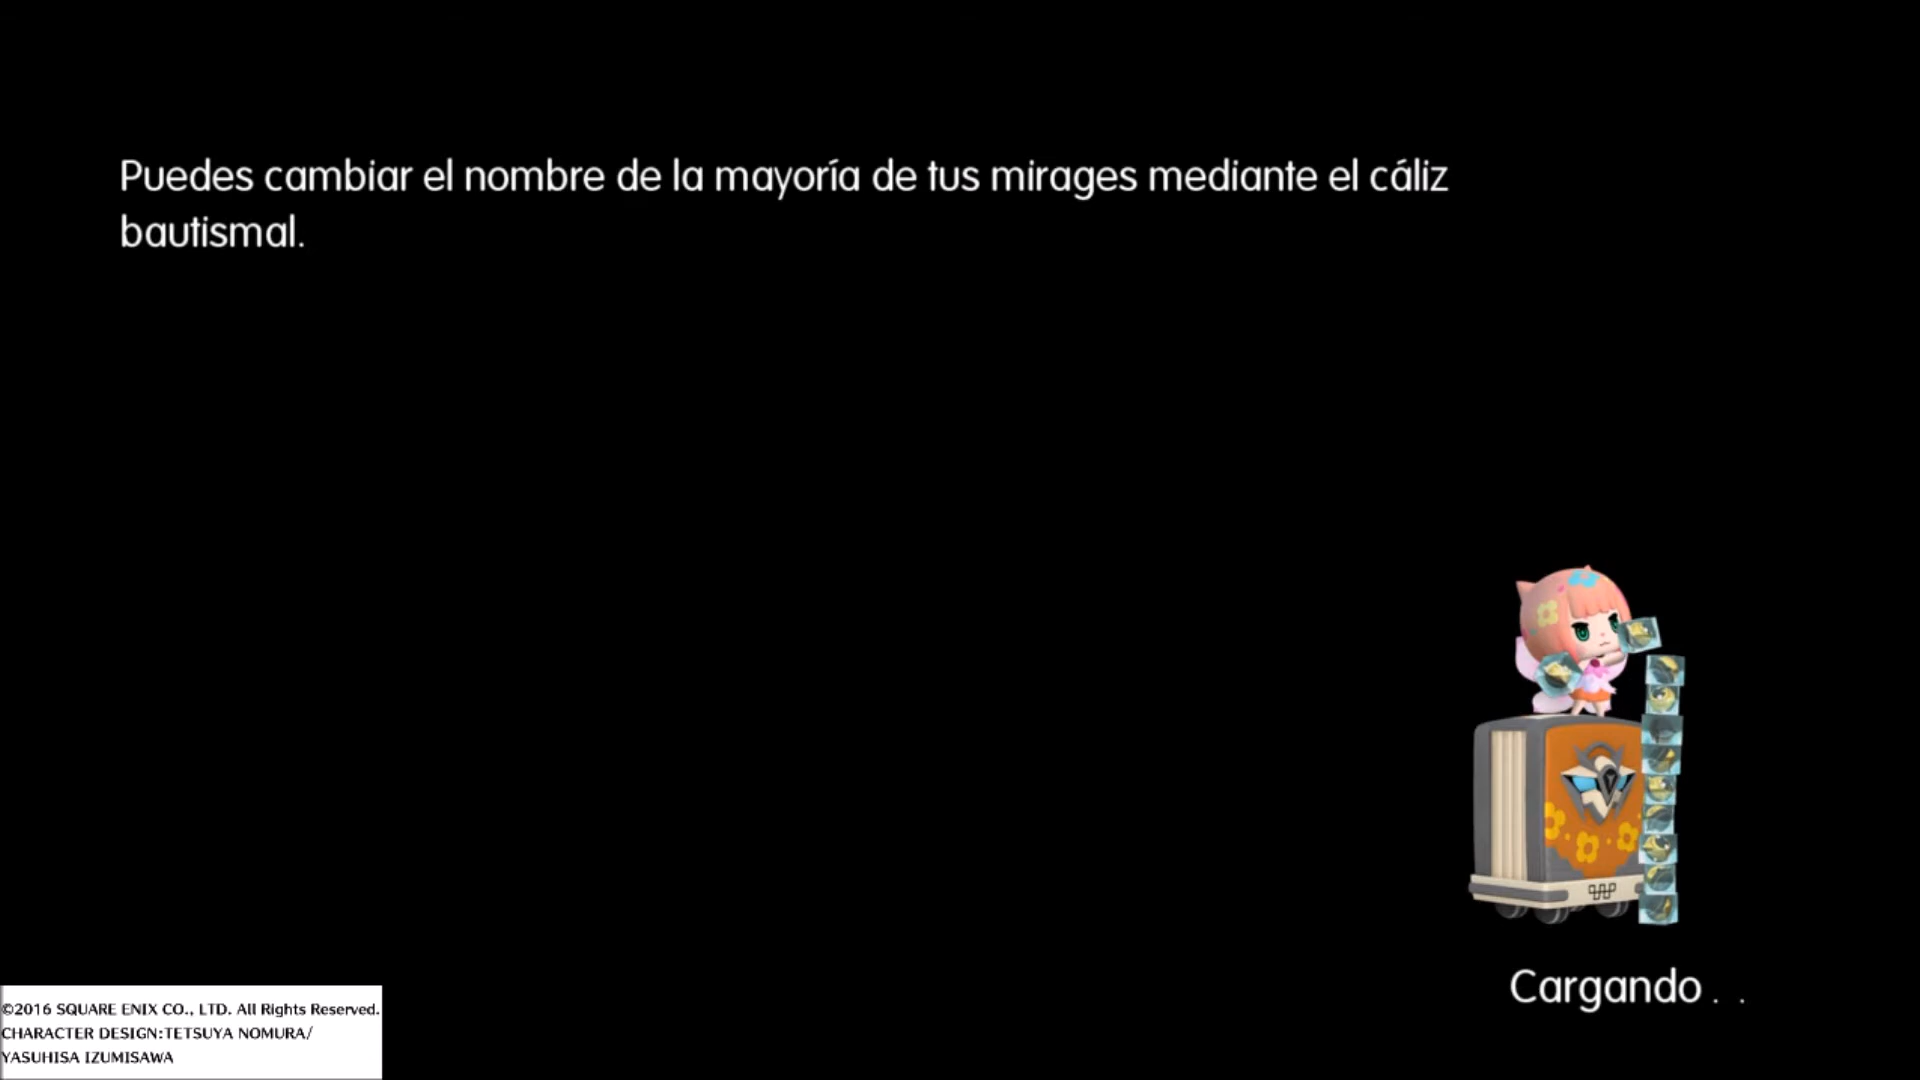 Puedes cambiar el nombre de la mayoría de tus mirages mediante el cáliz
bautismal.
Cargando . .
©2016 SQUARE ENIX CO., LTD. All Rights Reserved.
CHARACTER DESIGN:TETSUYA NOMURA/
YASUHISA IZUMISAWA